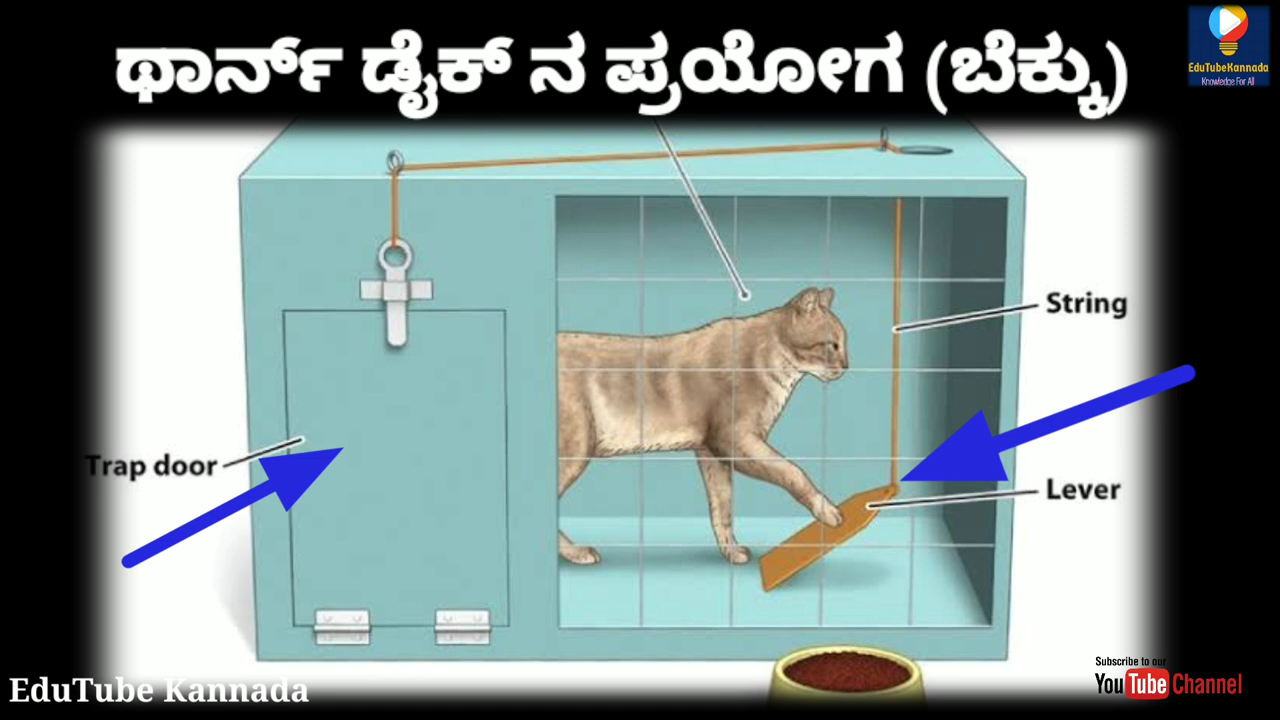 ಥಾರ್ನ್ ಡೈಕ್ ನ ಪ್ರಯೋಗ (ಬೆಕ್ಕು)
EduTubeKannada
Knowledge For All
String
Trap door
Lever
EduTube Kannada
Subscribe to our
YouTube Channel